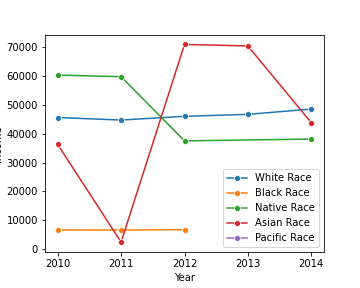 70000
60000
50000
40000
30000
20000
10000
0
2010 2011 2012 2013 2014
Year
White Race
Black Race
Native Race
Asian Race
Pacific Race